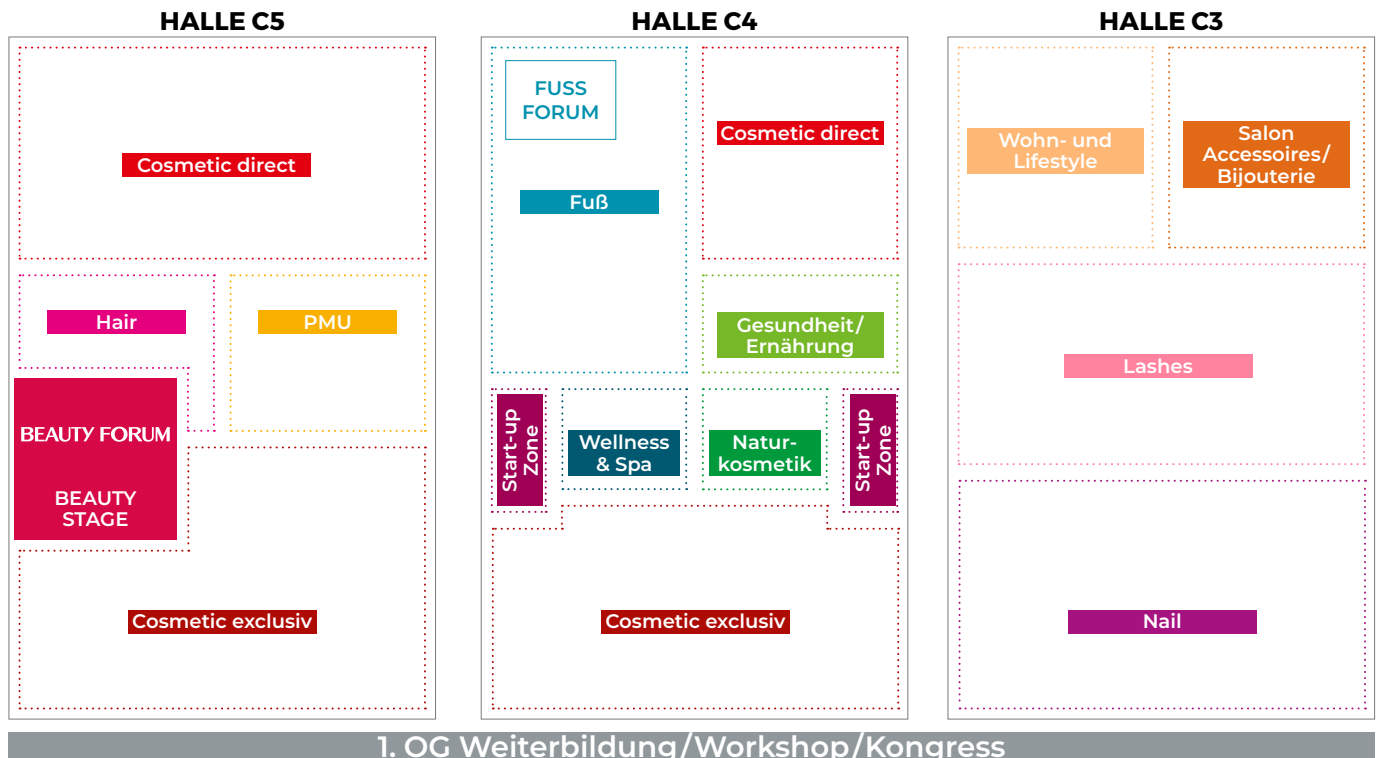 HALLE C5
HALLE C4
HALLE C3
Cosmetic direct
Hair
PMU
BEAUTY FORUM
BEAUTY
STAGE
Cosmetic exclusiv
FUSS
FORUM
Cosmetic direct
Fuß
Gesundheit/
Ernährung
Start-up
Zone
Wellness
& Spa
Natur-
kosmetik
Start-up
Zone
Cosmetic exclusiv
Wohn- und
Lifestyle
Salon
Accessoires/
Bijouterie
Lashes
Nail
1. OG Weiterbildung/Workshop/Kongress